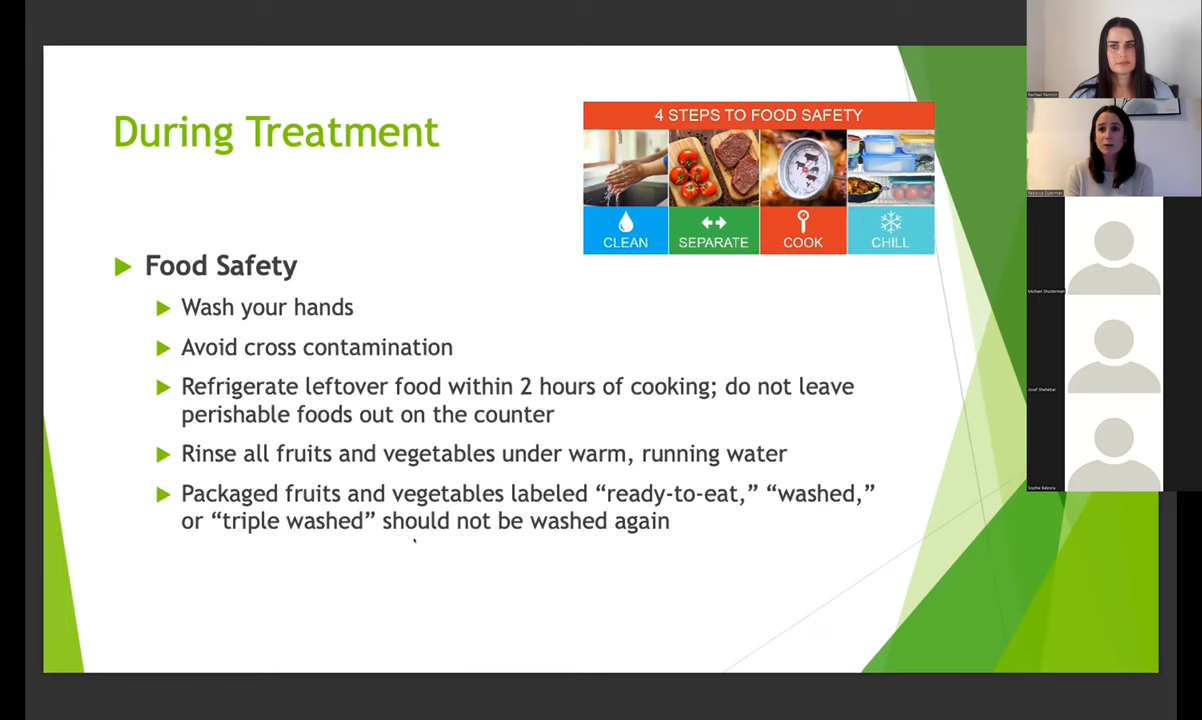 During Treatment
4 STEPS TO FOOD SAFETY
CLEAN
SEPARATE
COOK
CHILL
Food Safety
Wash your hands
Avoid cross contamination
Refrigerate leftover food within 2 hours of cooking; do not leave
perishable foods out on the counter
Rinse all fruits and vegetables under warm, running water
Packaged fruits and vegetables labeled “ready-to-eat,” “washed,”
or “triple washed” should not be washed again